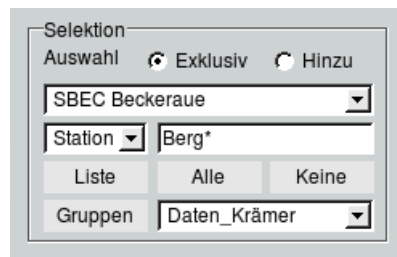 Selektion
Auswahl Exklusiv Hinzu
SBEC Beckeraue
Station Berg*
Liste Alle Keine
Gruppen Daten_Krämer